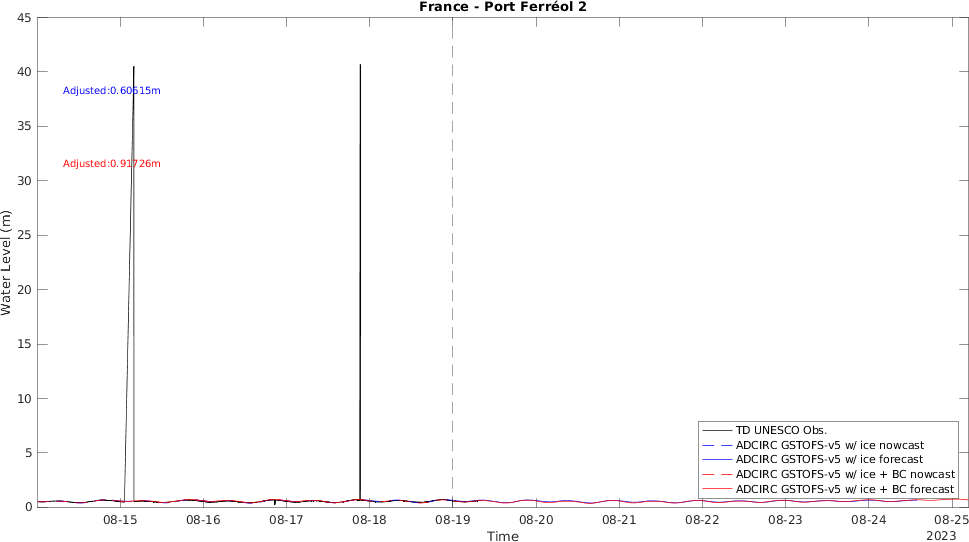 France - Port Ferréol 2
45
40
35
30
25
20
15
10
5
0
Water Level (m)
Adjusted:0.60615m
Adjusted:0.91726m
TD UNESCO Obs.
ADCIRC GSTOFS-v5 w/ ice nowcast
ADCIRC GSTOFS-v5 w/ ice forecast
ADCIRC GSTOFS-v5 w/ ice + BC nowcast
ADCIRC GSTOFS-v5 w/ ice + BC forecast
08-15 08-16 08-17 08-18 08-19 08-20 08-21 08-22 08-23 08-24 08-25
Time
2023